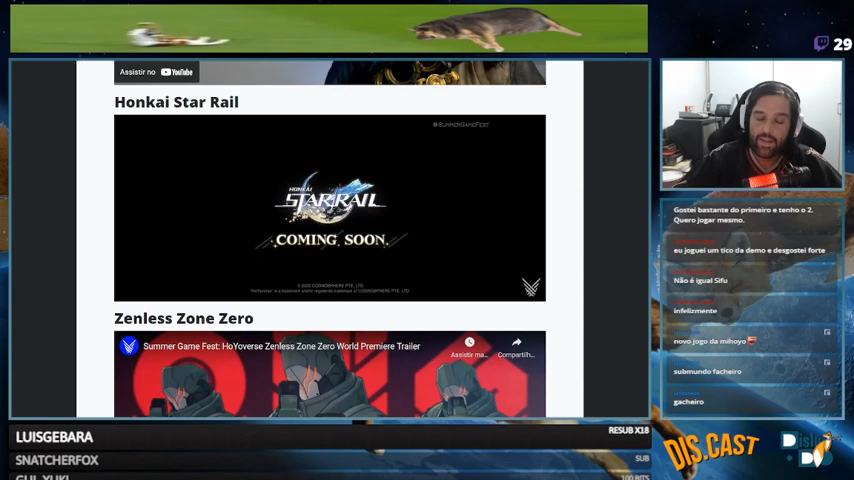 29
Assistir no YouTube
Honkai Star Rail
#SUMMERGAMEFEST
HONKAI
STAR RAIL
COMING SOON.
Zenless Zone Zero
Summer Game Fest: HoYoverse Zenless Zone Zero World Premiere Trailer
Assistir ma...
Compartilh...
Gostei bastante do primeiro e tenho o 2.
Quero jogar mesmo.
eu joguei um tico da demo e desgostei forte
Não é igual Sifu
infelizmente
novo jogo da mihoyo
submundo facheiro
gacheiro
LUISGEBARA
RESUB X18
SNATCHERFOX
SUB
GUI_YUKI
100 BITS
DIS.CAST